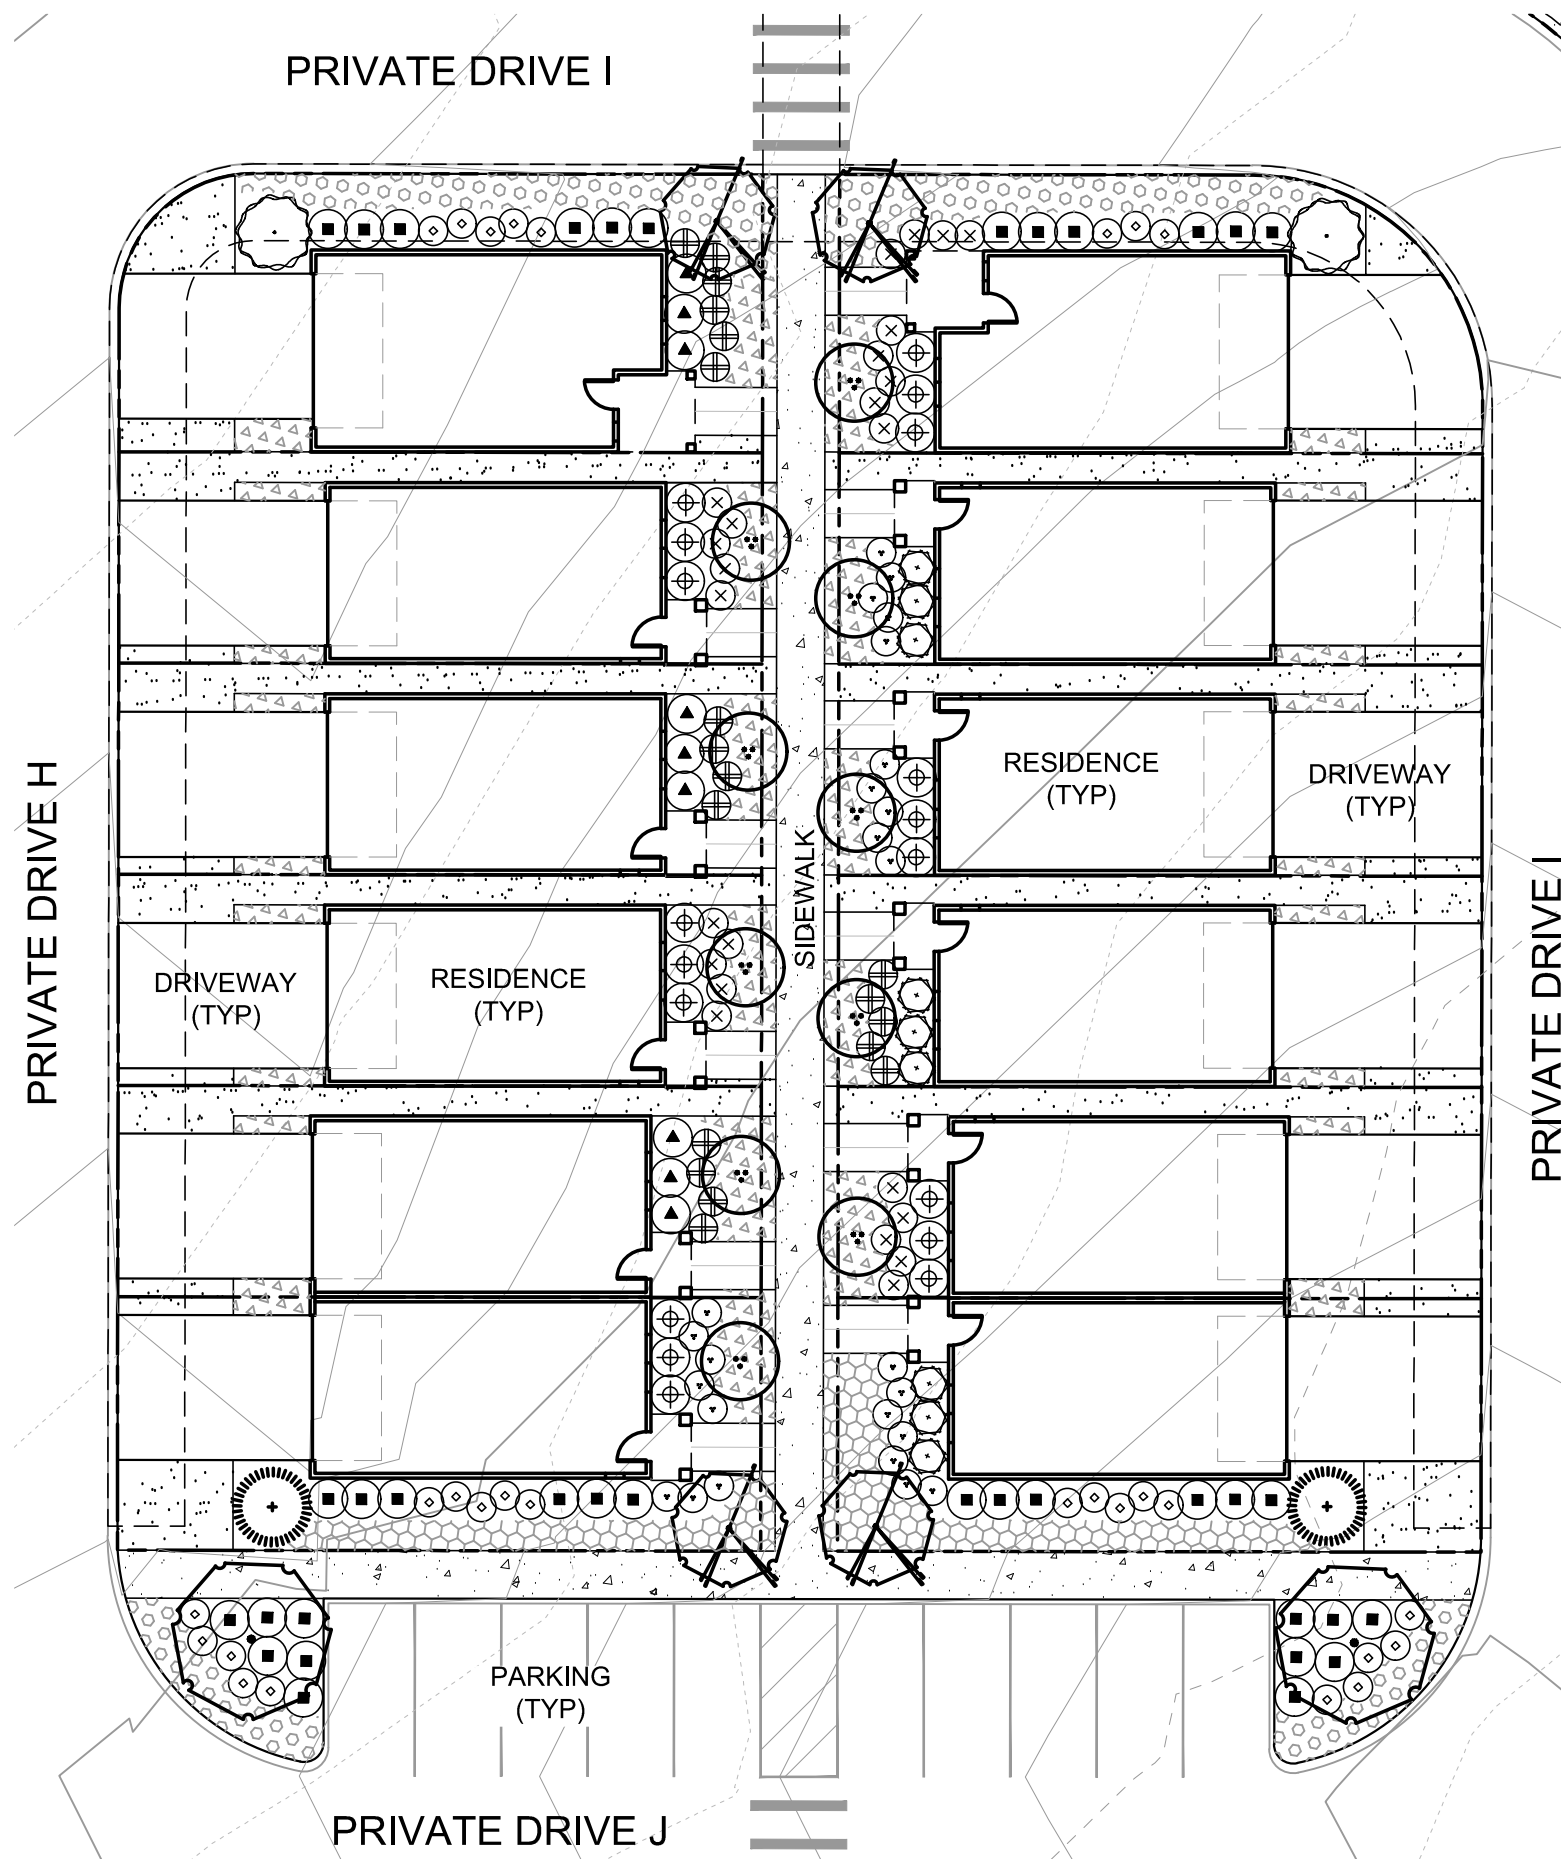 PRIVATE DRIVE I
RESIDENCE
(TYP)
DRIVEWAY
(TYP)
PRIVATE DRIVE H
SIDEWALK
PRIVATE DRIVE I
DRIVEWAY
(TYP)
RESIDENCE
(TYP)
PARKING
(TYP)
PRIVATE DRIVE J